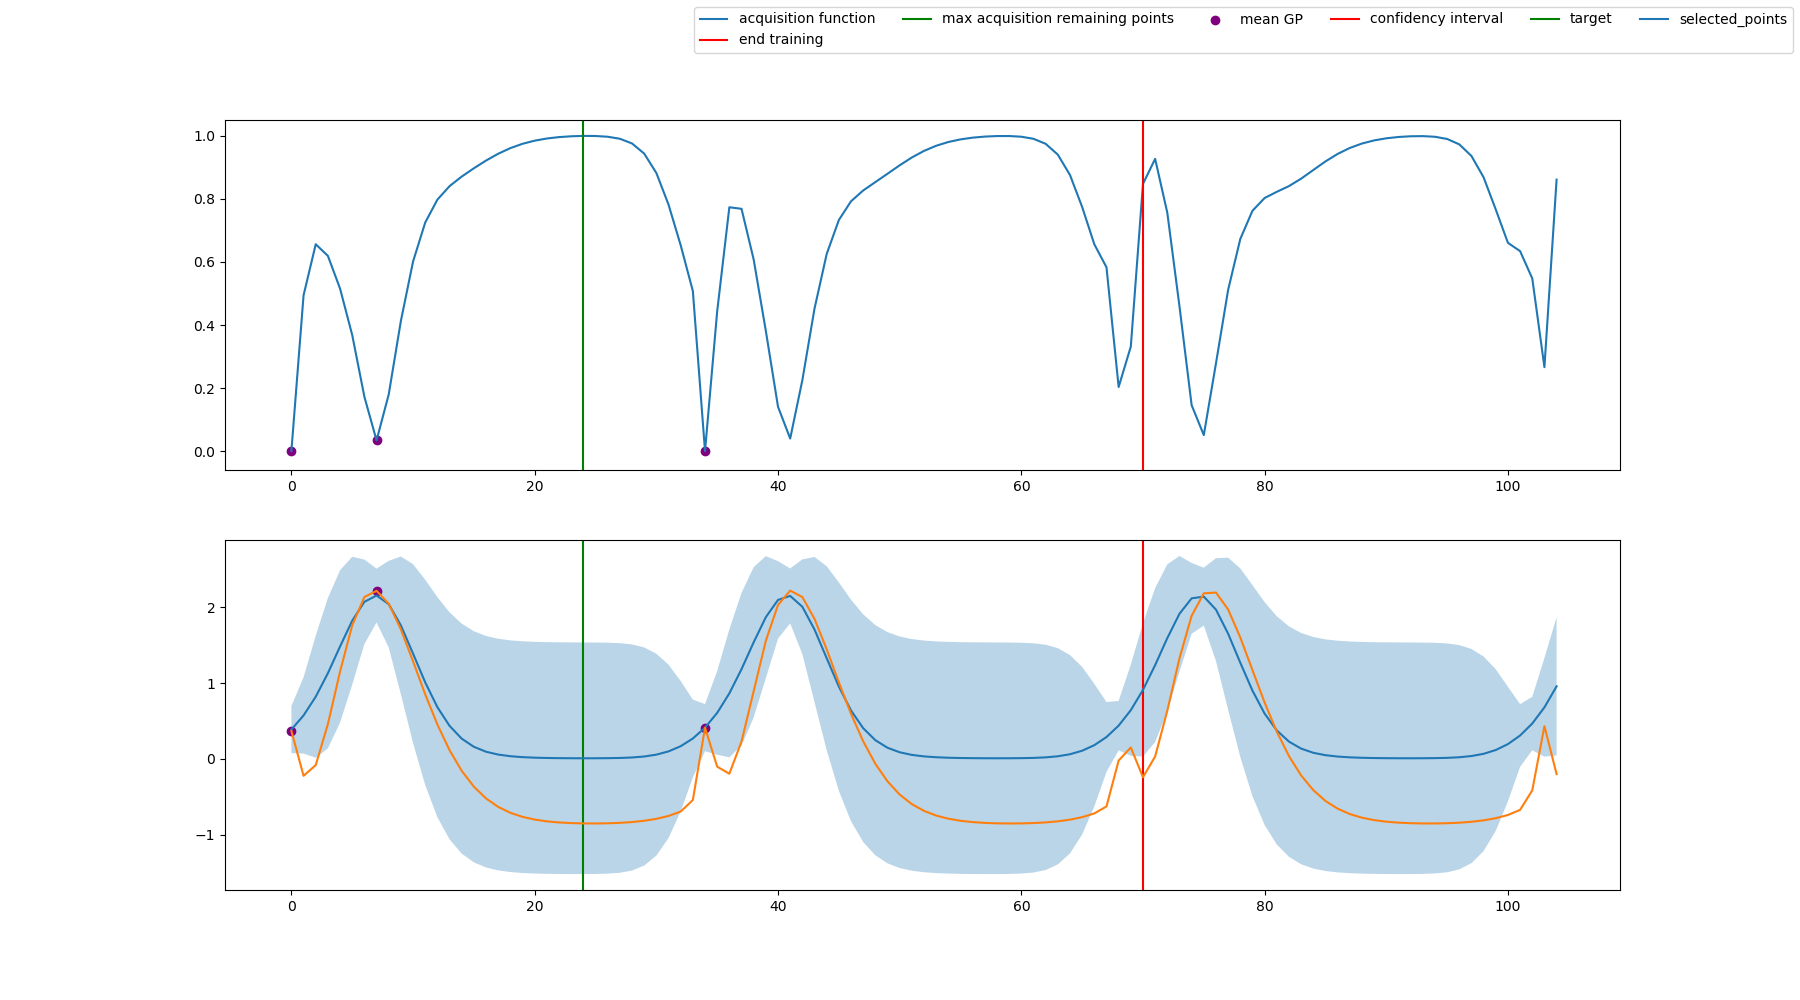 acquisition function max acquisition remaining points mean GP confidency interval target selected_points
end training
1.0
0.8
0.6
0.4
0.2
0.0
0 20 40 60 80 100
2
1
0
−1
0 20 40 60 80 100